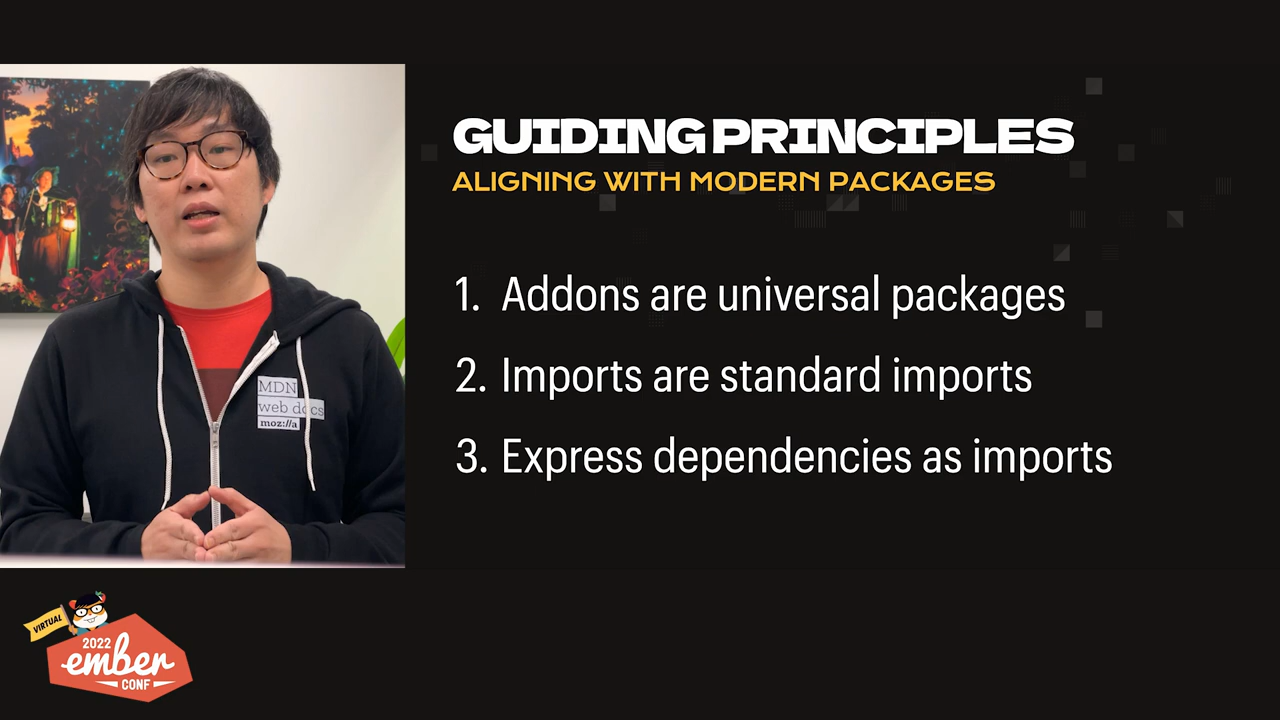 GUIDING PRINCIPLES
ALIGNING WITH MODERN PACKAGES
1. Addons are universal packages
2. Imports are standard imports
3. Express dependencies as imports
MDN
web docs
moz://a
VIRTUAL
2022
ember
CONF